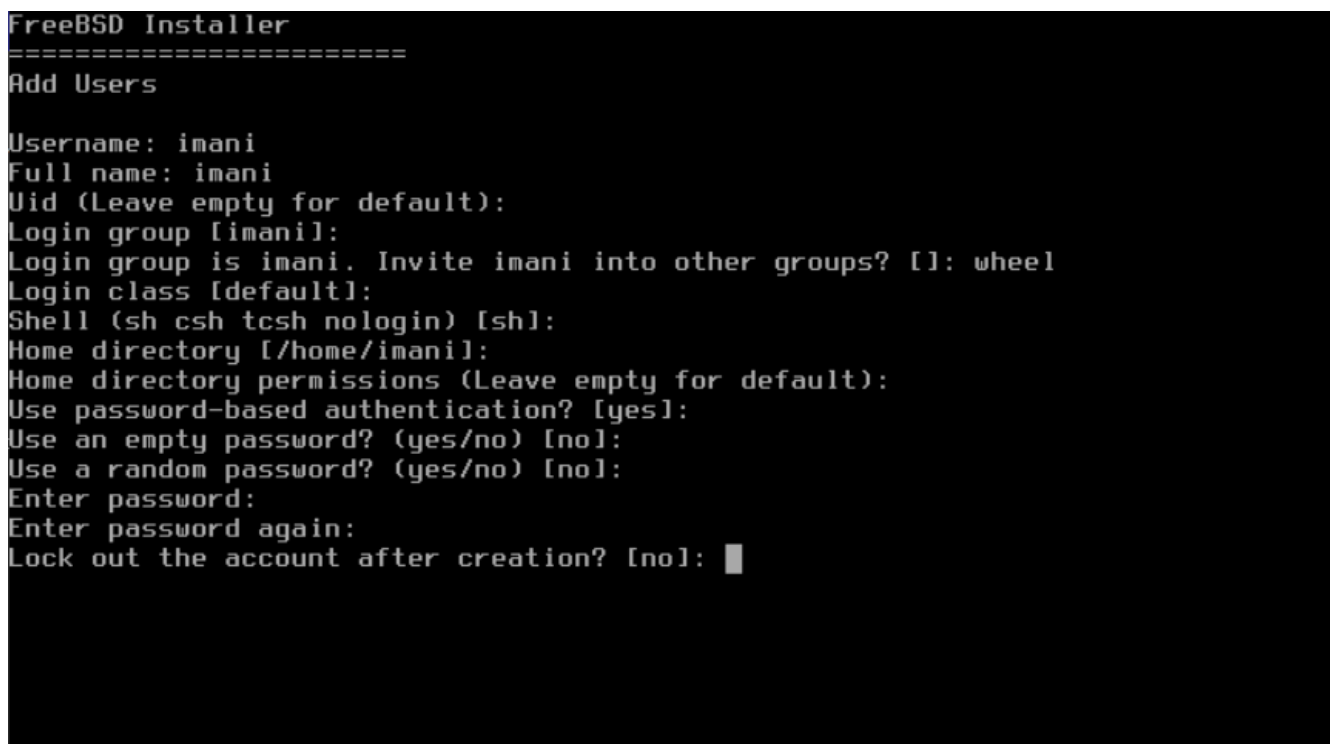 FreeBSD Installer
========================
Add Users
Username: imani
Full name: imani
Uid (Leave empty for default):
Login group [imani]:
Login group is imani. Invite imani into other groups? []: wheel
Login class [default]:
Shell (sh csh tcsh nologin) [sh]:
Home directory [/home/imani]:
Home directory permissions (Leave empty for default):
Use password-based authentication? [yes]:
Use an empty password? (yes/no) [no]:
Use a random password? (yes/no) [no]:
Enter password:
Enter password again:
Lock out the account after creation? [no]: